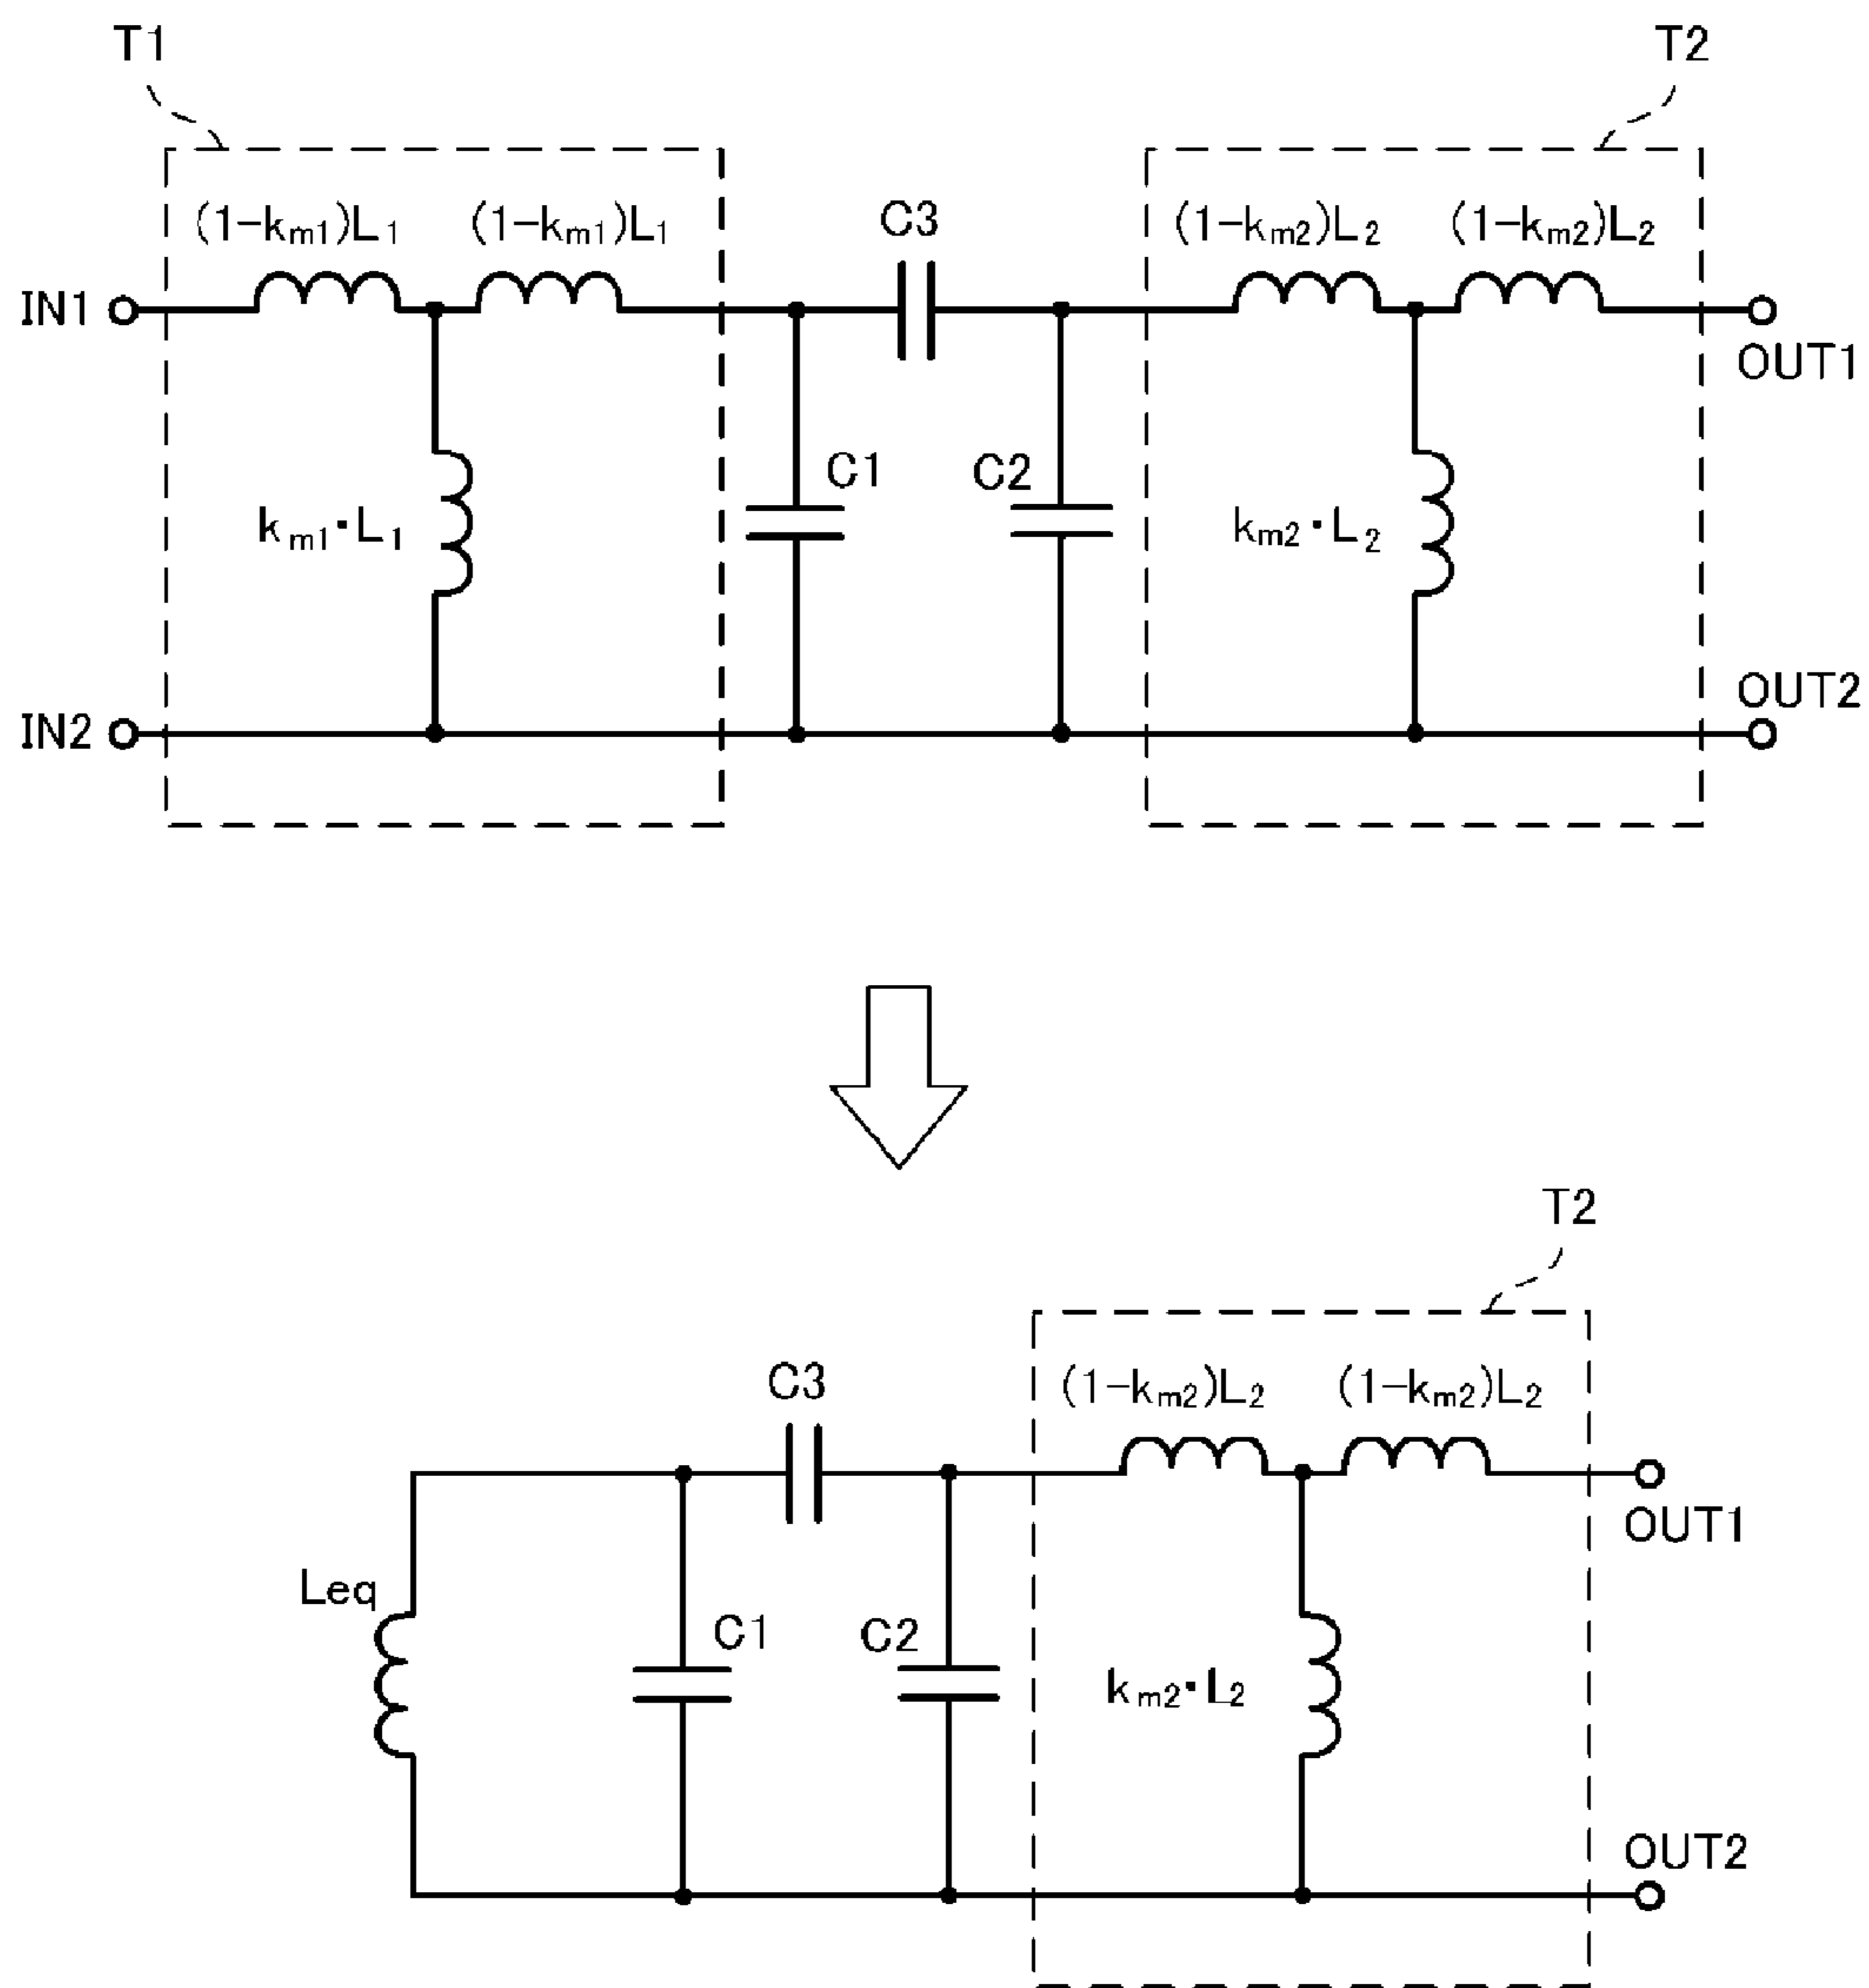 T1
T2
(1-km1)L1
(1-km1)L1
C3
(1-km2)L2
(1-km2)L2
IN1
OUT1
km1・L1
C1
C2
km2・L2
IN2
OUT2
T2
C3
(1-km2)L2
(1-km2)L2
OUT1
Leq
C1
C2
km2・L2
OUT2